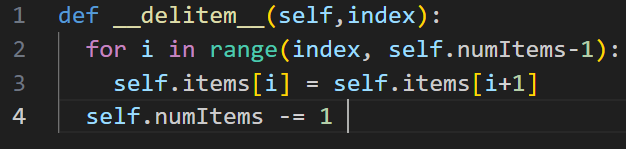 1 def __delitem__(self,index):
2   for i in range(index, self.numItems-1):
3     self.items[i] = self.items[i+1]
4   self.numItems -= 1